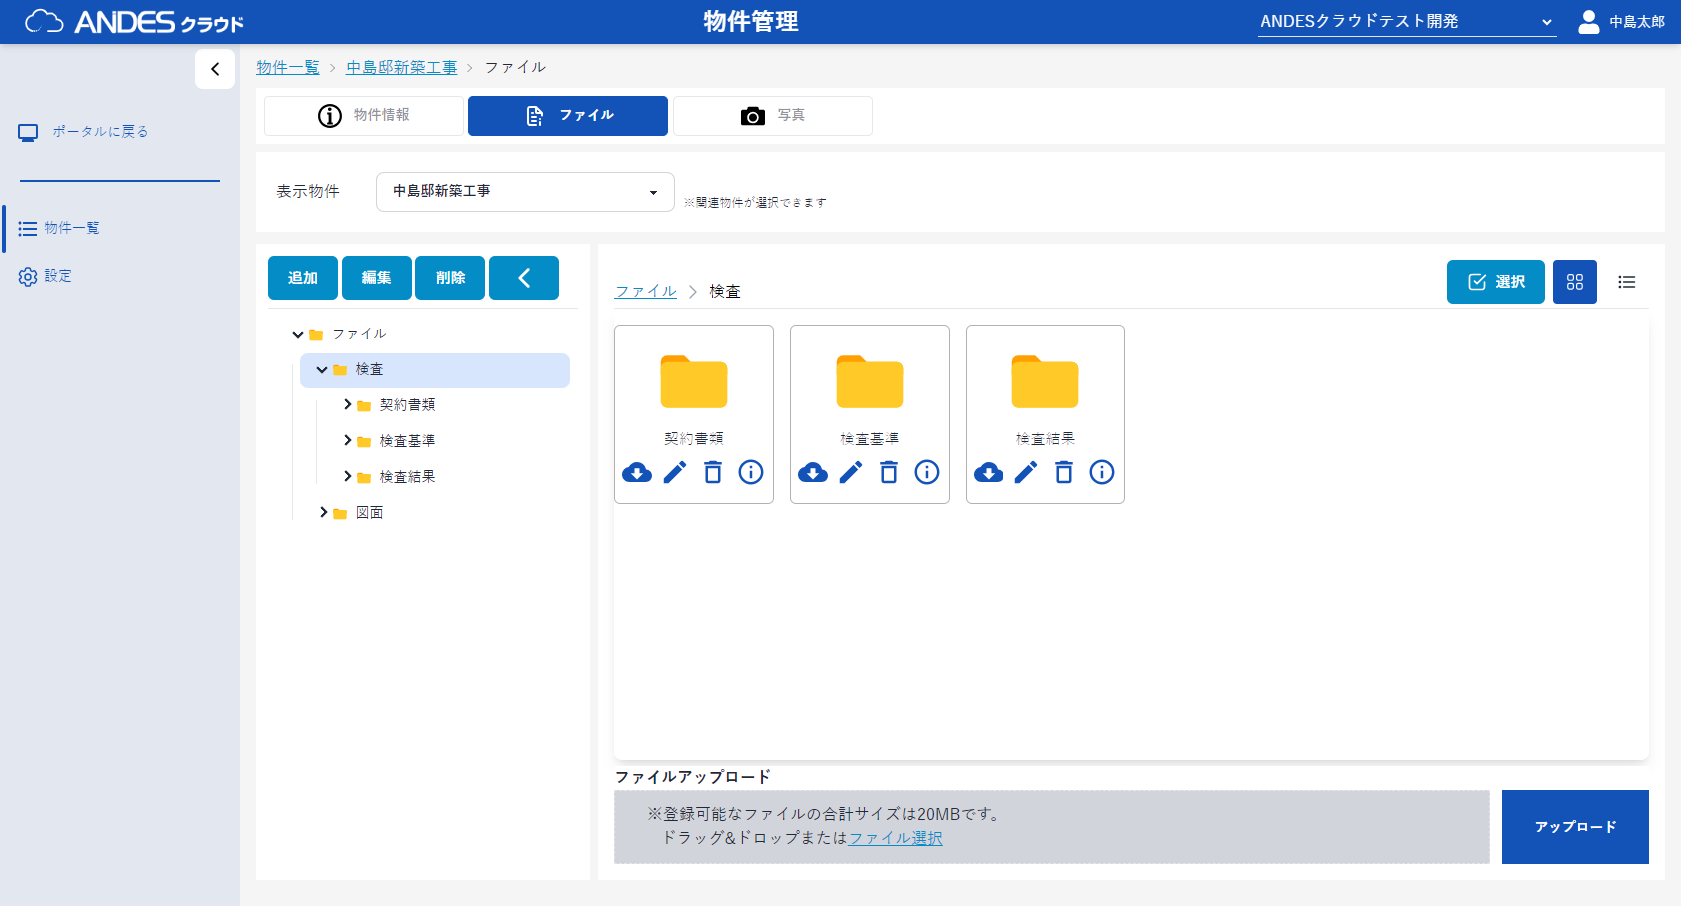 ANDES クラウド
物件管理
ANDESクラウドテスト開発
中島太郎
ポータルに戻る
物件一覧
設定
物件一覧 > 中島邸新築工事 > ファイル
物件情報
ファイル
写真
表示物件
中島邸新築工事
※関連物件が選択できます
追加
編集
削除
ファイル
検査
契約書類
検査基準
検査結果
図面
ファイル > 検査
選択
契約書類
検査基準
検査結果
ファイルアップロード
※登録可能なファイルの合計サイズは20MBです。
ドラッグ&ドロップまたはファイル選択
アップロード